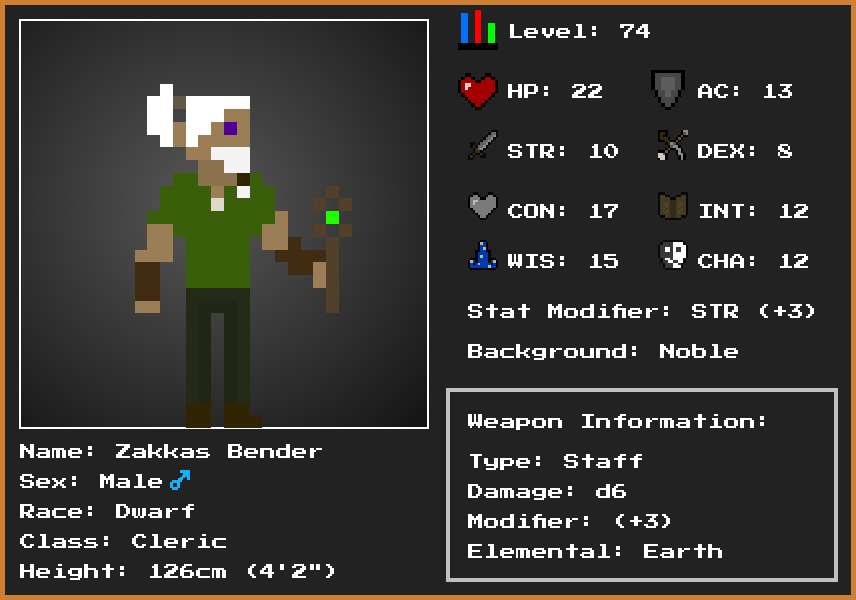 Level: 74
HP: 22
AC: 13
STR: 10
DEX: 8
CON: 17
INT: 12
WIS: 15
CHA: 12
Stat Modifier: STR (+3)
Background: Noble
Weapon Information:
Type: Staff
Damage: d6
Modifier: (+3)
Elemental: Earth
Name: Zakkas Bender
Sex: Male♂
Race: Dwarf
Class: Cleric
Height: 126cm (4'2")